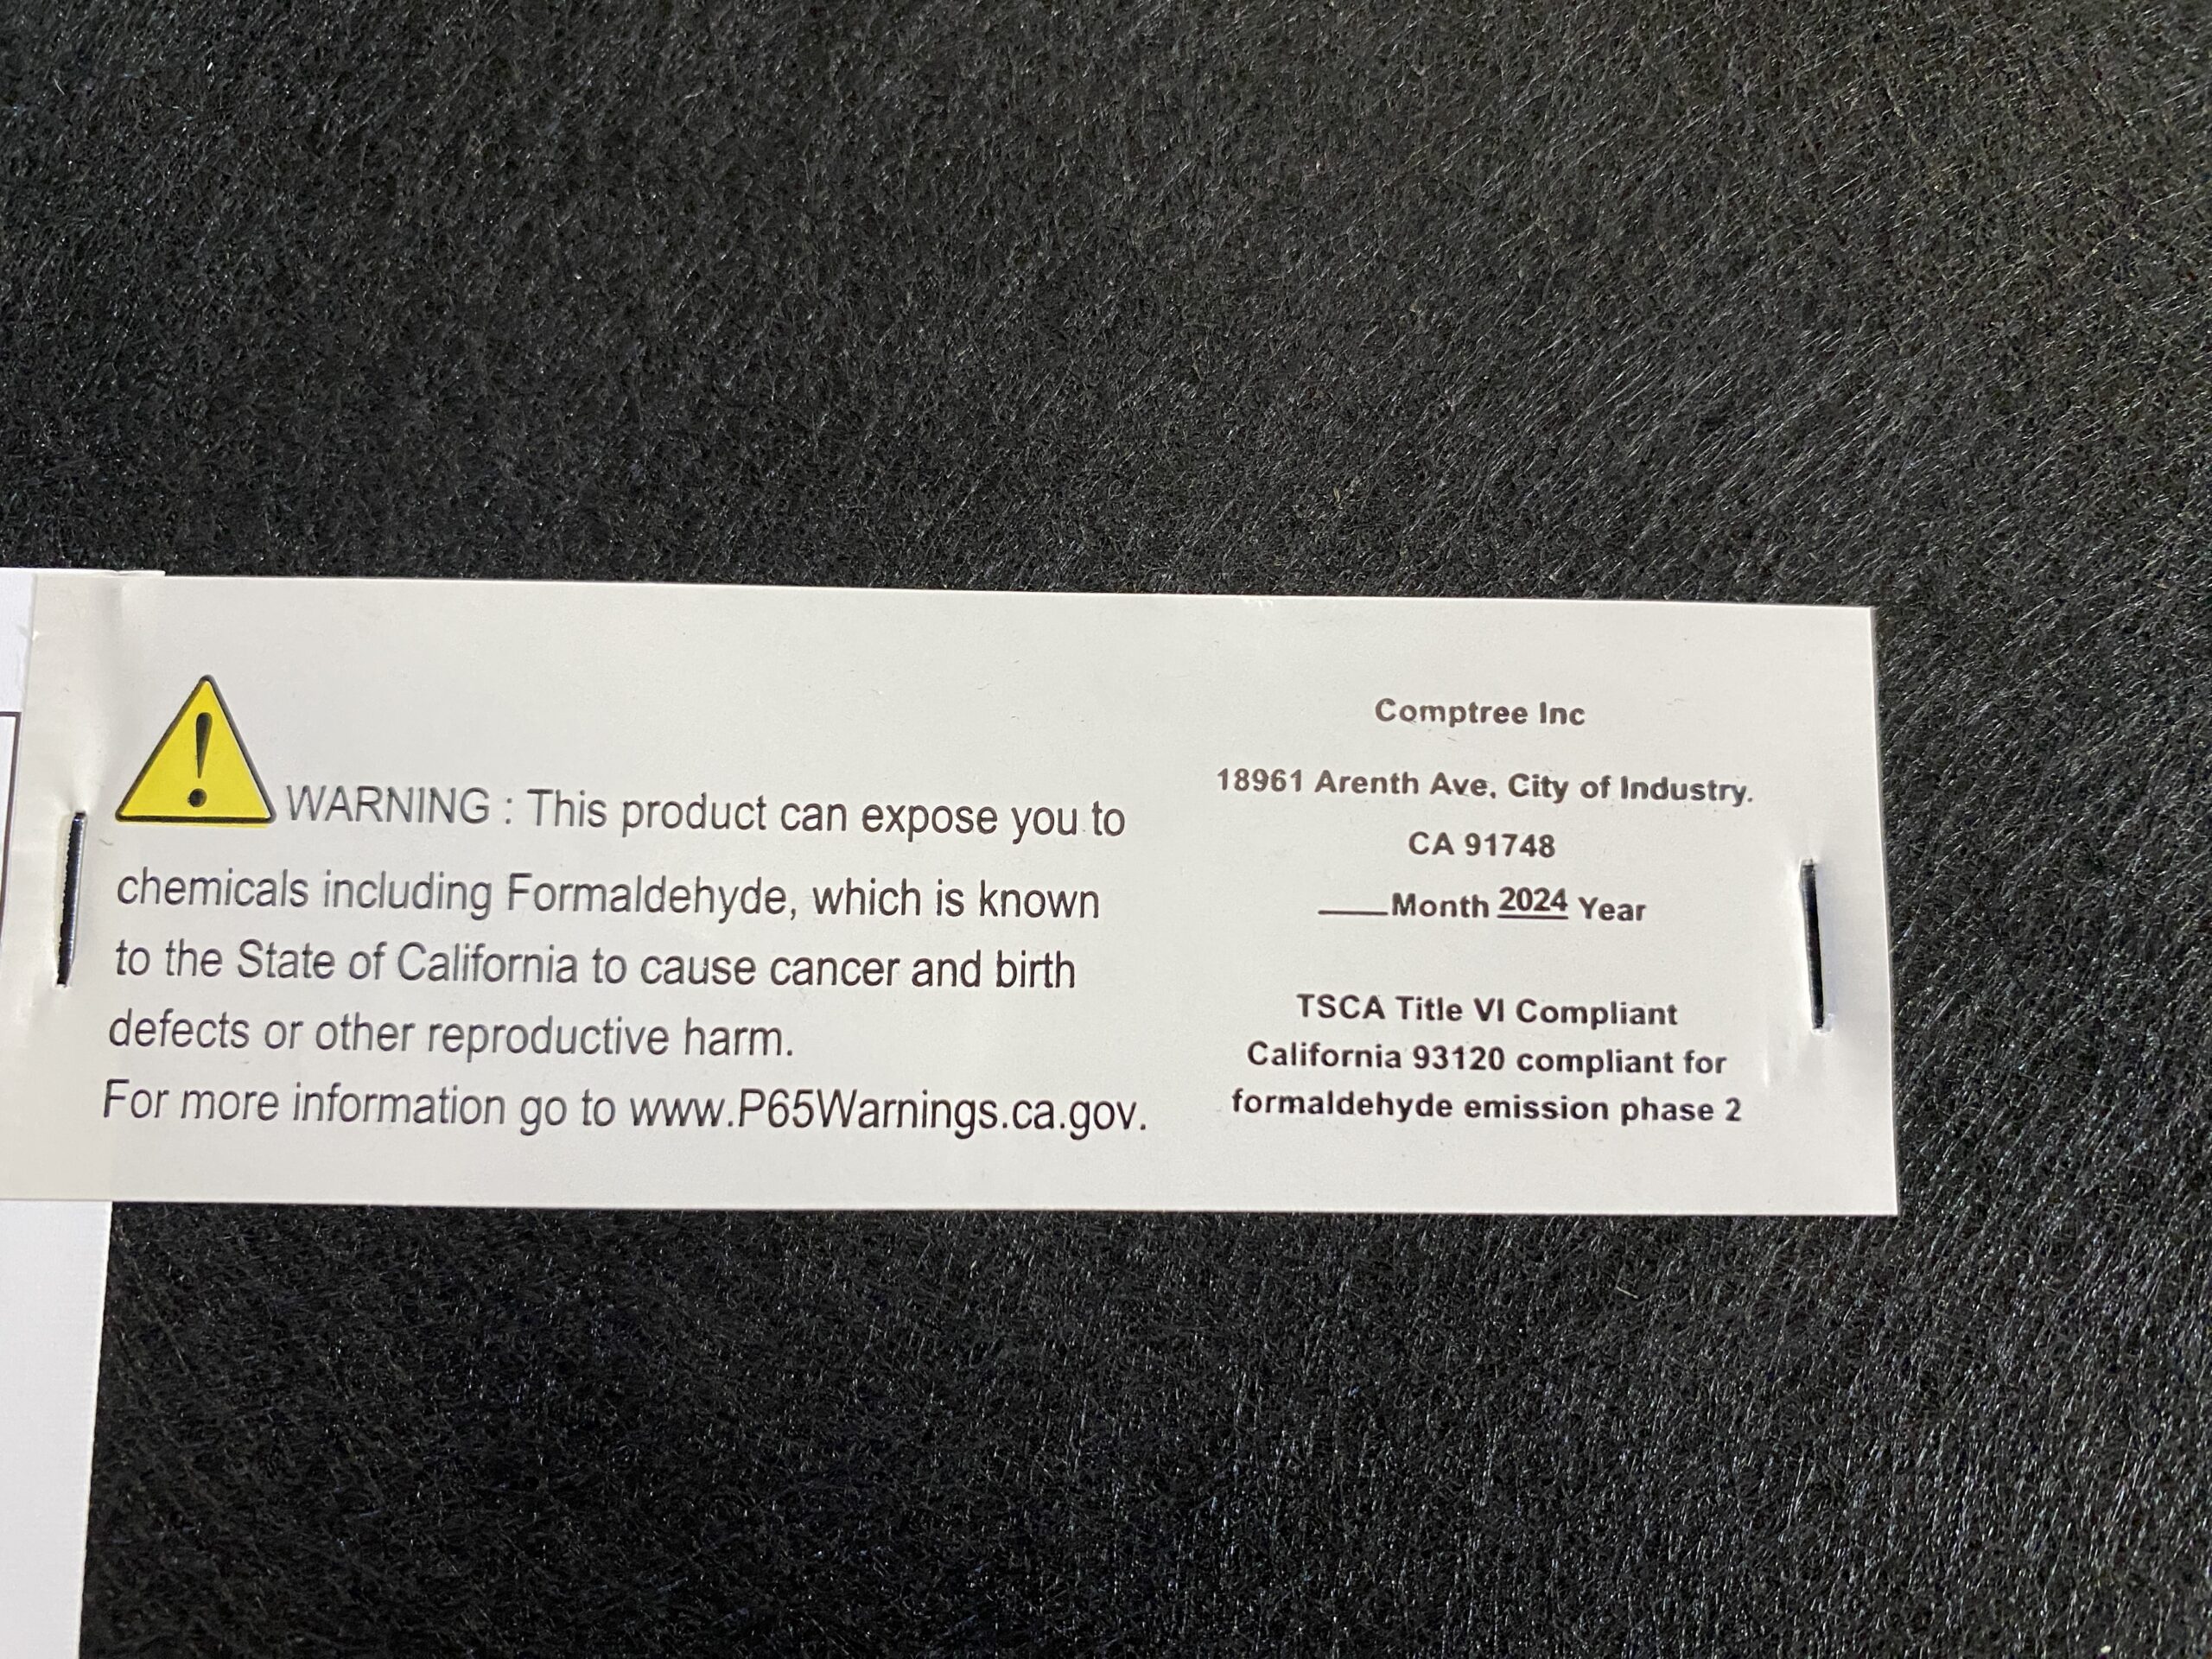 WARNING : This product can expose you to
chemicals including Formaldehyde, which is known
to the State of California to cause cancer and birth
defects or other reproductive harm.
For more information go to www.P65Warnings.ca.gov.
Comptree Inc
18961 Arenth Ave, City of Industry.
CA 91748
___Month 2024 Year
TSCA Title VI Compliant
California 93120 compliant for
formaldehyde emission phase 2